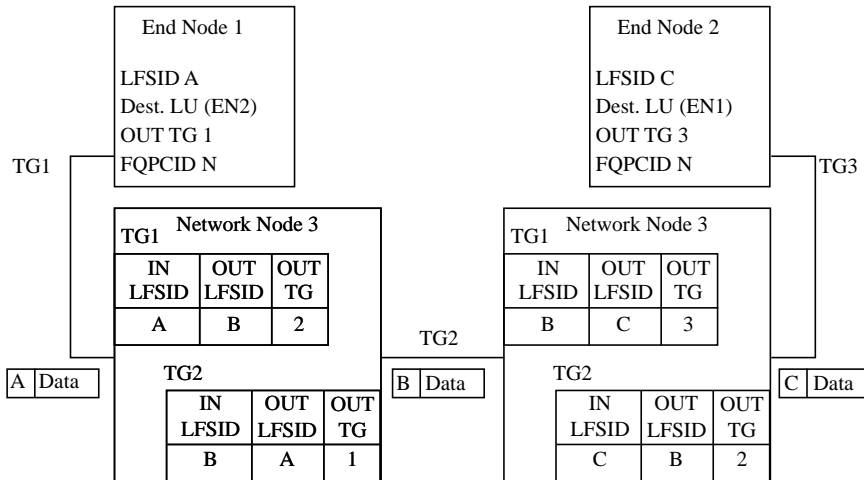 End Node 1
LFSID A
Dest. LU (EN2)
OUT TG 1
FQPCID N
TG1
End Node 2
LFSID C
Dest. LU (EN1)
OUT TG 3
FQPCID N
TG3
Network Node 3
TG1
IN LFSID OUT LFSID OUT TG
A B 2
TG2
IN LFSID OUT LFSID OUT TG
B A 1
A Data
TG2
B Data
Network Node 3
TG1
IN LFSID OUT LFSID OUT TG
B C 3
TG2
IN LFSID OUT LFSID OUT TG
C B 2
C Data